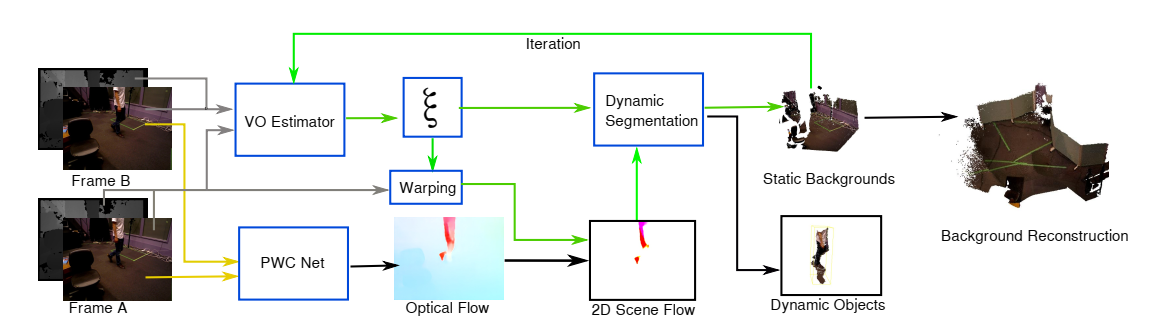 Iteration
VO Estimator
ξ
Dynamic
Segmentation
Frame B
Warping
Static Backgrounds
Background Reconstruction
PWC Net
Frame A
Optical Flow
2D Scene Flow
Dynamic Objects